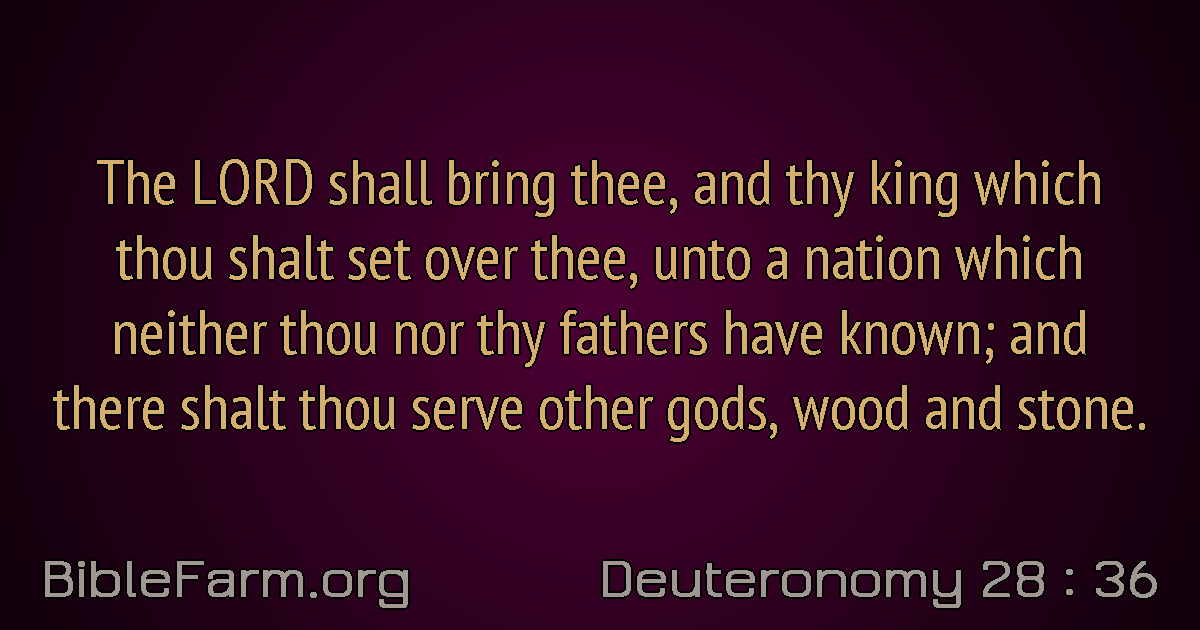 The LORD shall bring thee, and thy king which
thou shalt set over thee, unto a nation which
neither thou nor thy fathers have known; and
there shalt thou serve other gods, wood and stone.
BibleFarm.org
Deuteronomy 28 : 36